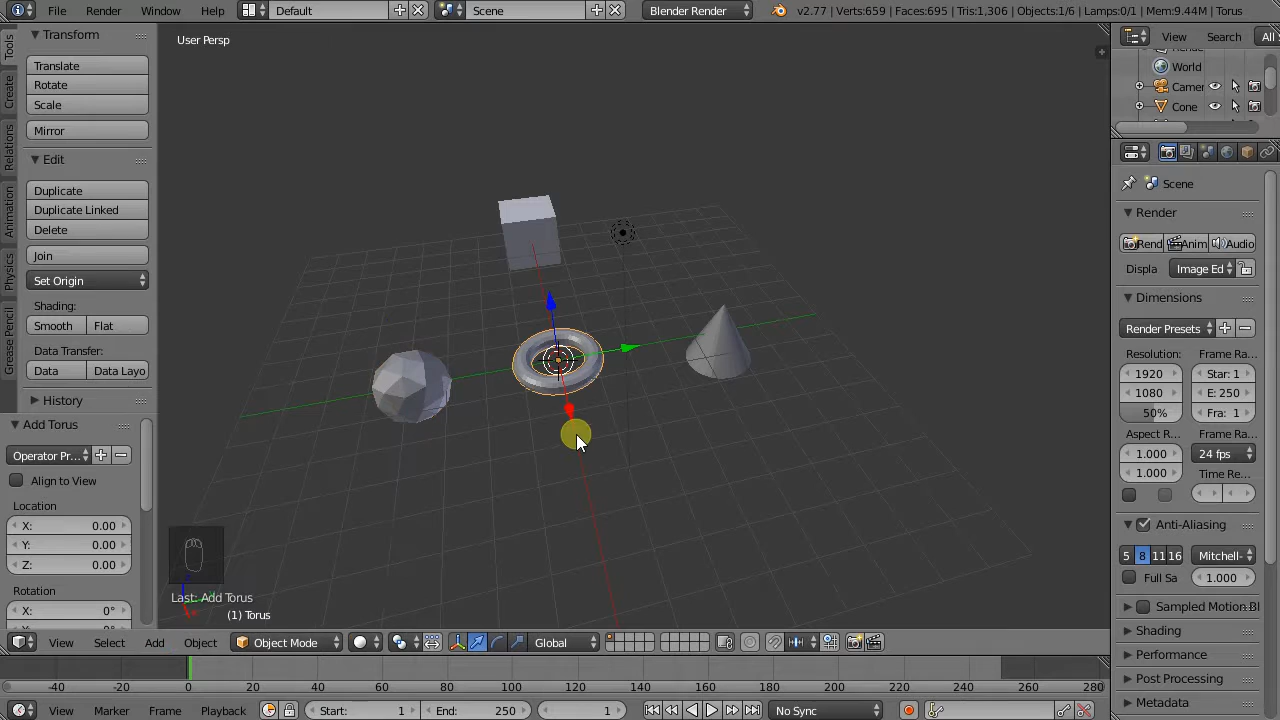 File Render Window Help Default Scene Blender Render v2.77 | Verts:659 | Faces:695 | Tris:1,306 | Objects:1/6 | Lamps:0/1 | Mem:9.44M | Torus
Tools
Create
Relations
Animation
Physics
Grease Pencil
Transform
Translate
Rotate
Scale
Mirror
Edit
Duplicate
Duplicate Linked
Delete
Join
Set Origin
Shading:
Smooth Flat
Data Transfer:
Data Data Layo
History
Add Torus
Operator Pr...
Align to View
Location
X: 0.00
Y: 0.00
Z: 0.00
Rotation
X: 0°
User Persp
Last: Add Torus
(1) Torus
View Search All
World
Camer
Cone
Scene
Render
Rend Anim Audio
Displa Image Ed
Dimensions
Render Presets
Resolution: Frame Ra...
1920 Star: 1
1080 E: 250
50% Fra: 1
Aspect R... Frame Ra...
1.000 24 fps
1.000 Time Re...
Anti-Aliasing
5 8 11 16 Mitchell-
Full Sa 1.000
Sampled Motion Bl
Shading
Performance
Post Processing
Metadata
View Select Add Object Object Mode Global
-40 -20 0 20 40 60 80 100 120 140 160 180 200 220 240 260 280
View Marker Frame Playback Start: 1 End: 250 1 No Sync